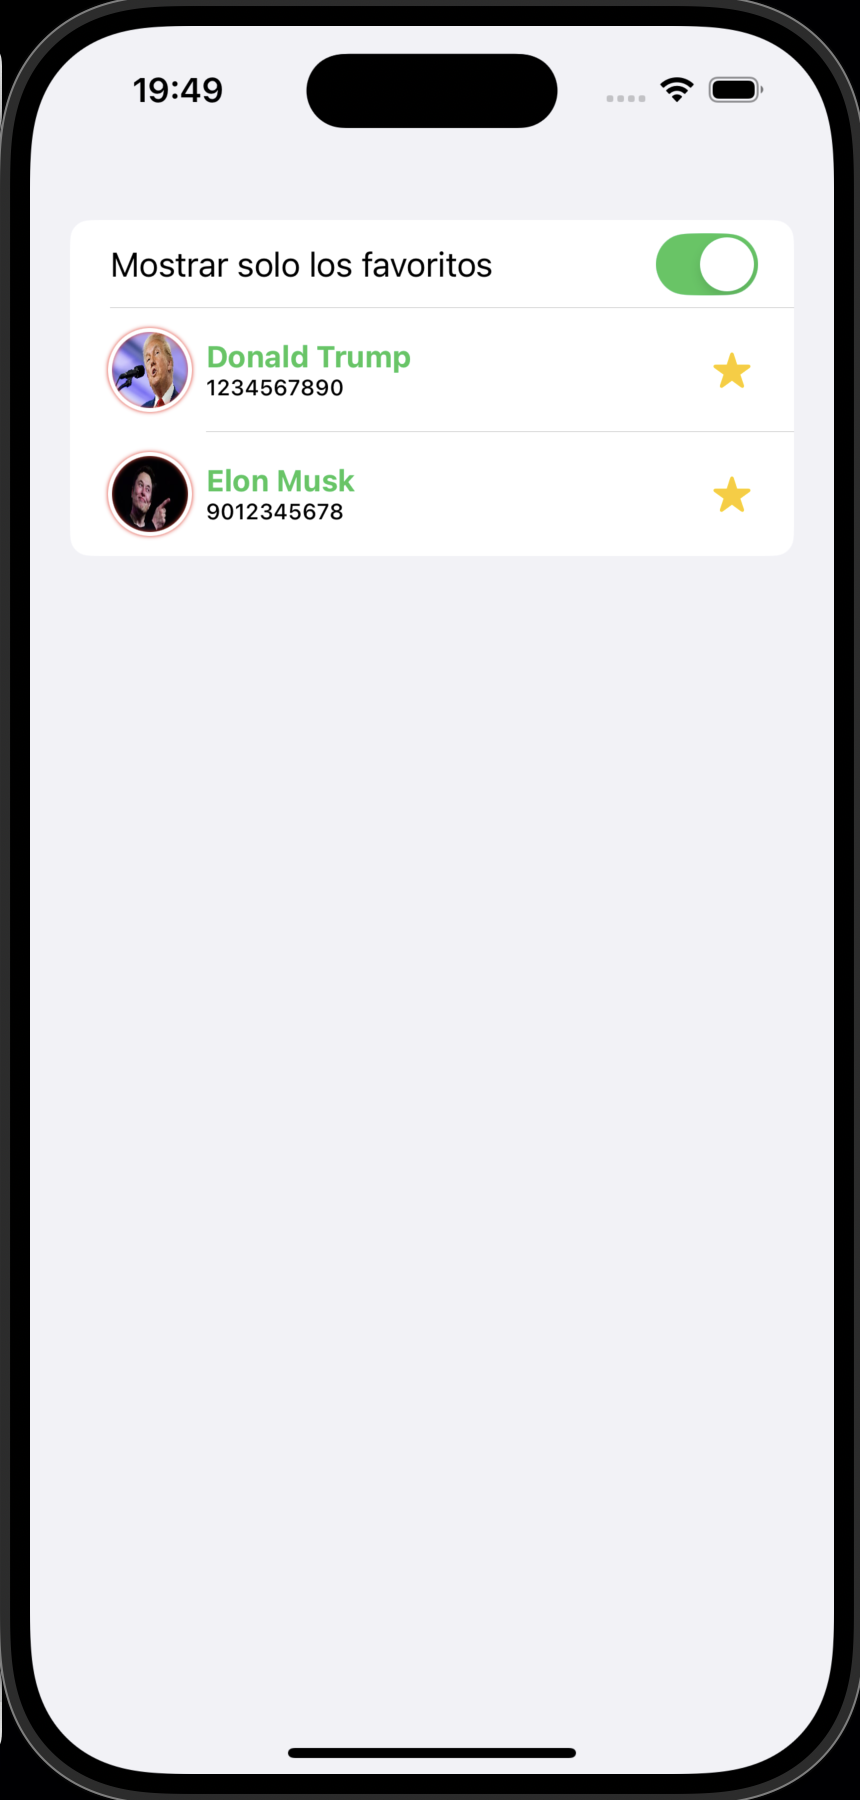 19:49
Mostrar solo los favoritos
Donald Trump
1234567890
Elon Musk
9012345678